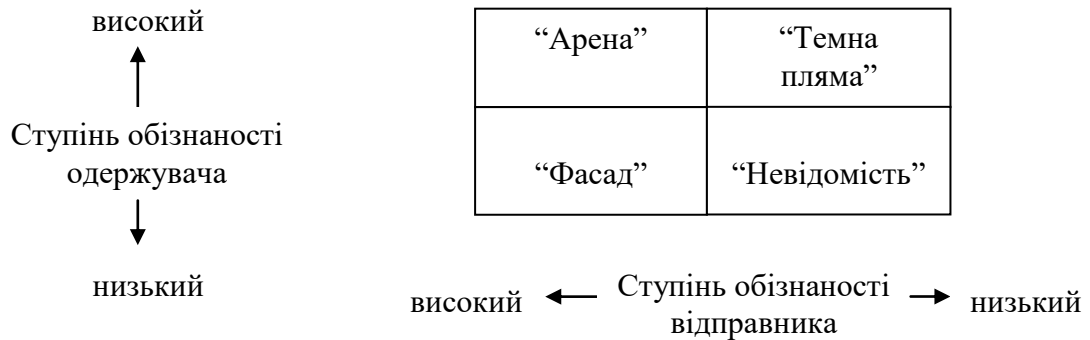 високий
Ступінь обізнаності
одержувача
низький
“Арена”
“Темна
пляма”
“Фасад”
“Невідомість”
високий
Ступінь обізнаності
відправника
низький